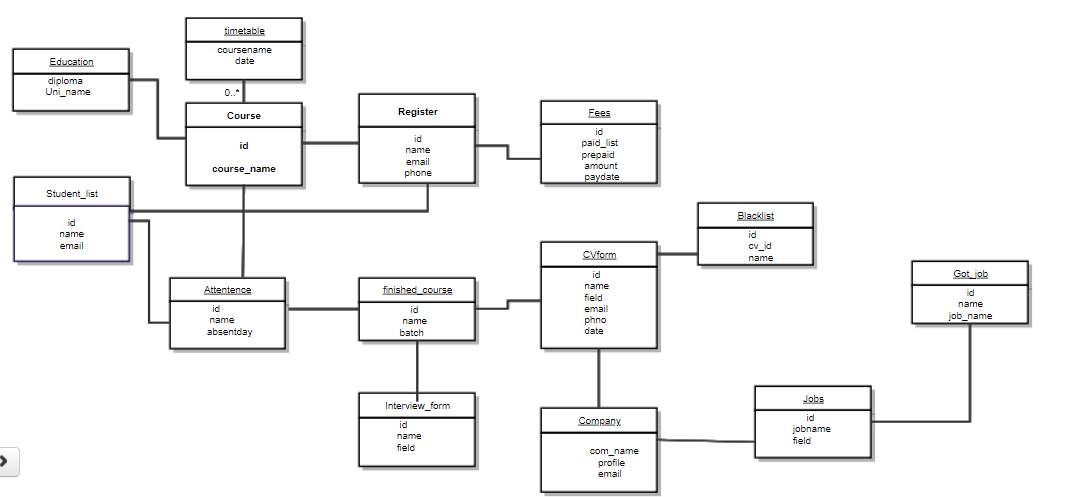 timetable
coursename
date
0..*
Education
diploma
Uni_name
Course
id
course_name
Register
id
name
email
phone
Fees
id
paid_list
prepaid
amount
paydate
Student_list
id
name
email
Blacklist
id
cv_id
name
CVform
id
name
field
email
phno
date
Got_job
id
name
job_name
Attentence
id
name
absentday
finished_course
id
name
batch
Interview_form
id
name
field
Company
com_name
profile
email
Jobs
id
jobname
field